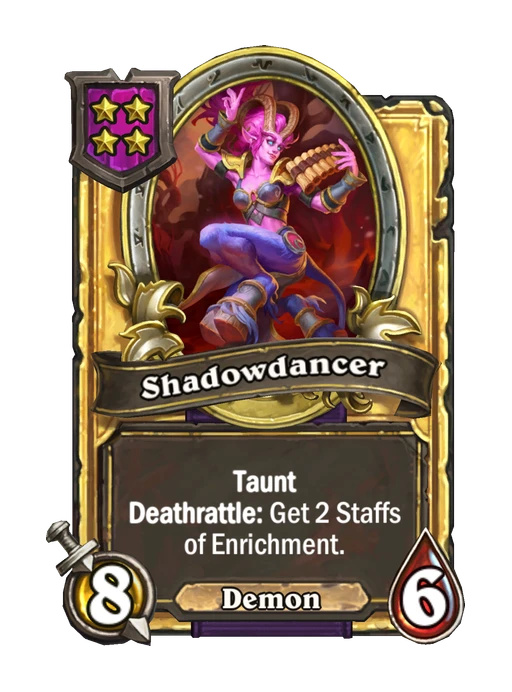 Shadowdancer
Taunt
Deathrattle: Get 2 Staffs
of Enrichment.
8
Demon
6